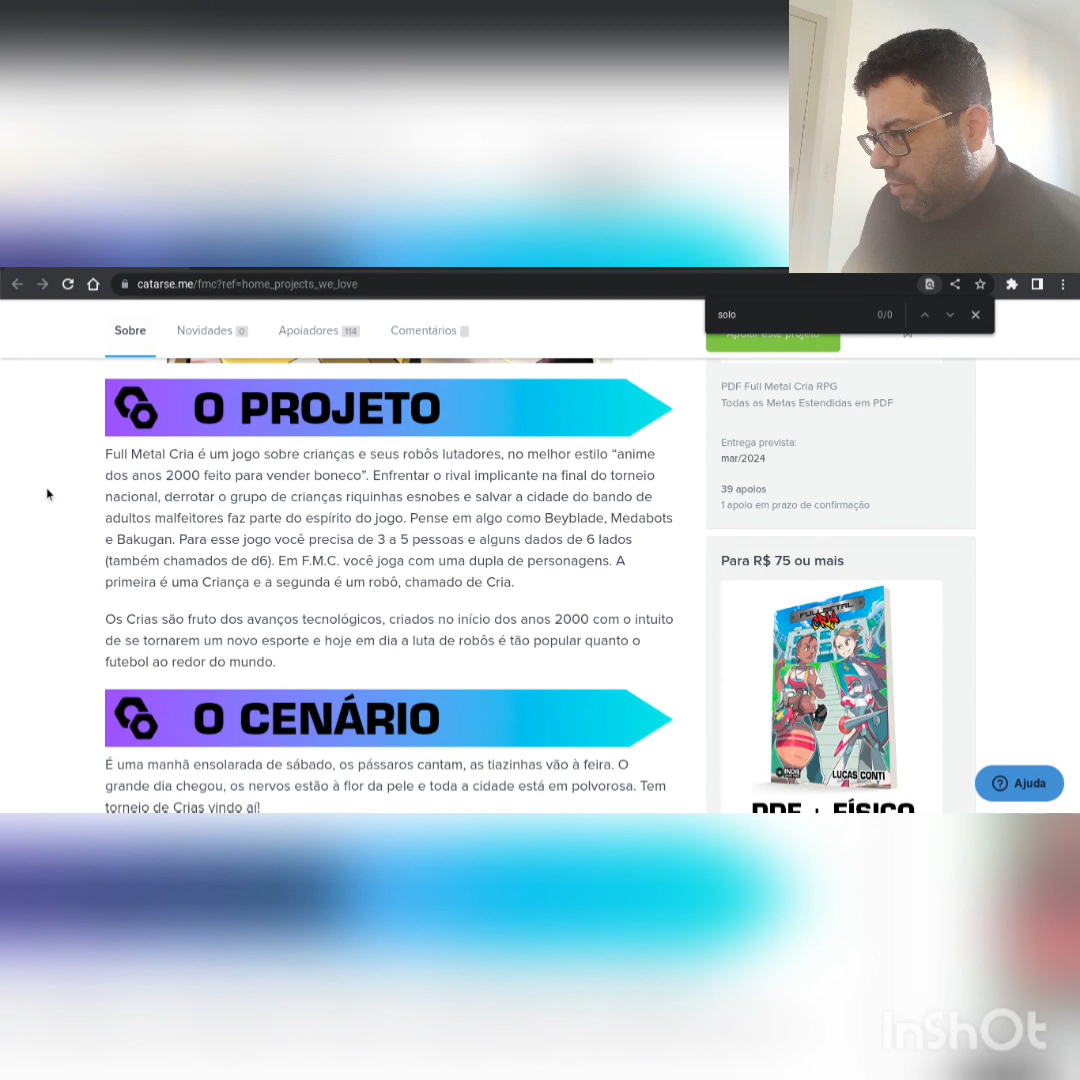 catarse.me/fmc?ref=home_projects_we_love
solo
0/0
Sobre
Novidades 0
Apoiadores 114
Comentários
Apoiar este projeto
O PROJETO
Full Metal Cria é um jogo sobre crianças e seus robôs lutadores, no melhor estilo “anime
dos anos 2000 feito para vender boneco”. Enfrentar o rival implicante na final do torneio
nacional, derrotar o grupo de crianças riquinhas esnobes e salvar a cidade do bando de
adultos malfeitores faz parte do espírito do jogo. Pense em algo como Beyblade, Medabots
e Bakugan. Para esse jogo você precisa de 3 a 5 pessoas e alguns dados de 6 lados
(também chamados de d6). Em F.M.C. você joga com uma dupla de personagens. A
primeira é uma Criança e a segunda é um robô, chamado de Cria.
Os Crias são fruto dos avanços tecnológicos, criados no início dos anos 2000 com o intuito
de se tornarem um novo esporte e hoje em dia a luta de robôs é tão popular quanto o
futebol ao redor do mundo.
O CENÁRIO
É uma manhã ensolarada de sábado, os pássaros cantam, as tiazinhas vão à feira. O
grande dia chegou, os nervos estão à flor da pele e toda a cidade está em polvorosa. Tem
torneio de Crias vindo aí!
PDF Full Metal Cria RPG
Todas as Metas Estendidas em PDF
Entrega prevista:
mar/2024
39 apoios
1 apoio em prazo de confirmação
Para R$ 75 ou mais
FULLMETAL
CRIA
LUCAS CONTI
PDF + FÍSICO
Ajuda
InShOt